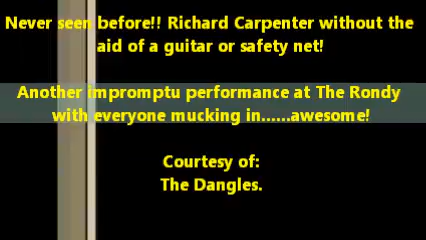 Never seen before!! Richard Carpenter without the
aid of a guitar or safety net!
Another impromptu performance at The Rondy
with everyone mucking in......awesome!
Courtesy of:
The Dangles.